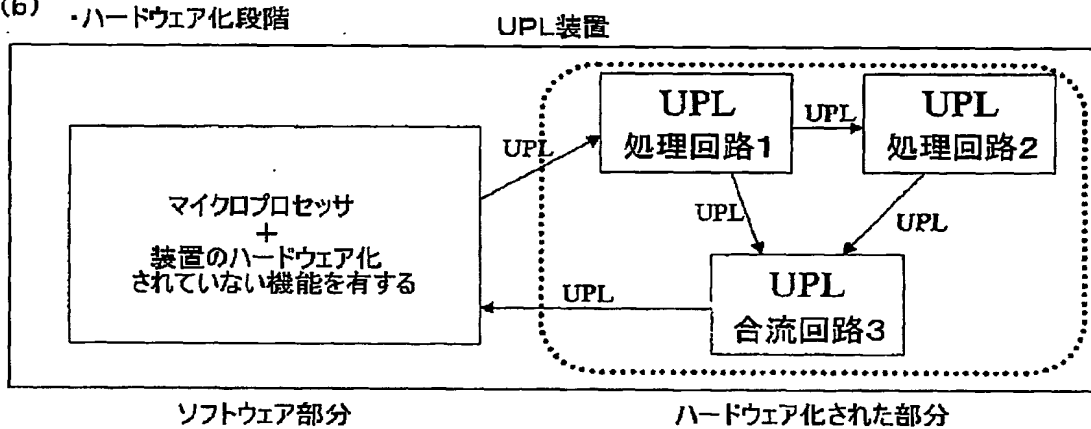 (b)
・ハードウェア化段階
UPL装置
マイクロプロセッサ
+
装置のハードウェア化
されていない機能を有する
UPL
UPL
処理回路1
UPL
UPL
処理回路2
UPL
UPL
UPL
合流回路3
UPL
ソフトウェア部分
ハードウェア化された部分